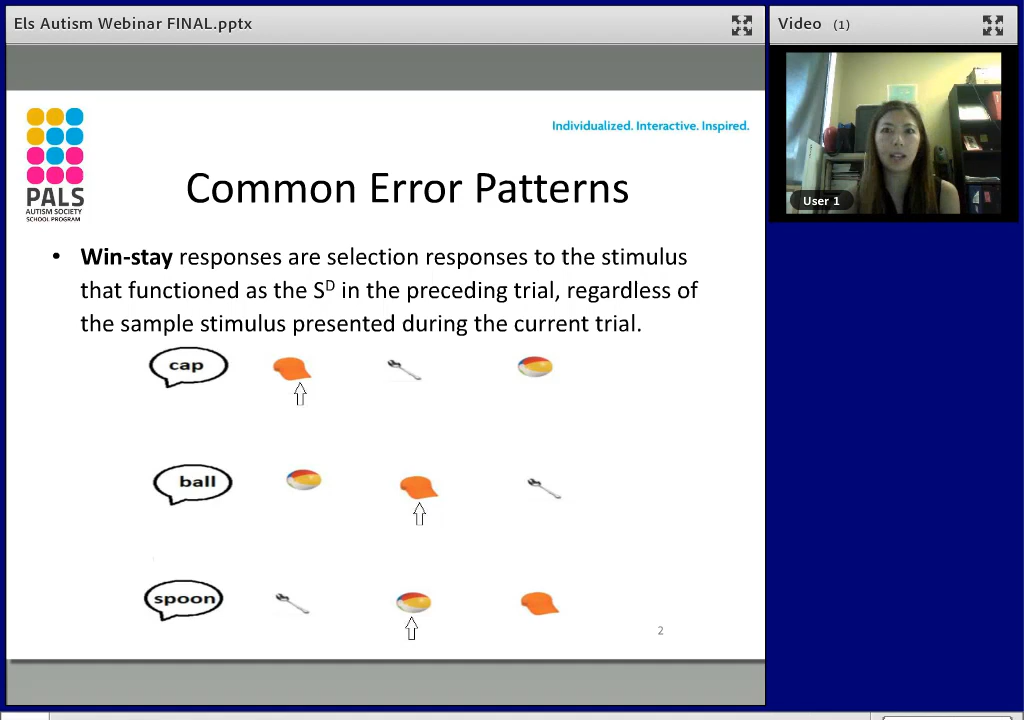 Els Autism Webinar FINAL.pptx
Video (1)
User 1
PALS
AUTISM SOCIETY
SCHOOL PROGRAM
Individualized. Interactive. Inspired.
Common Error Patterns
• Win-stay responses are selection responses to the stimulus
that functioned as the Sᴰ in the preceding trial, regardless of
the sample stimulus presented during the current trial.
cap
ball
spoon
2